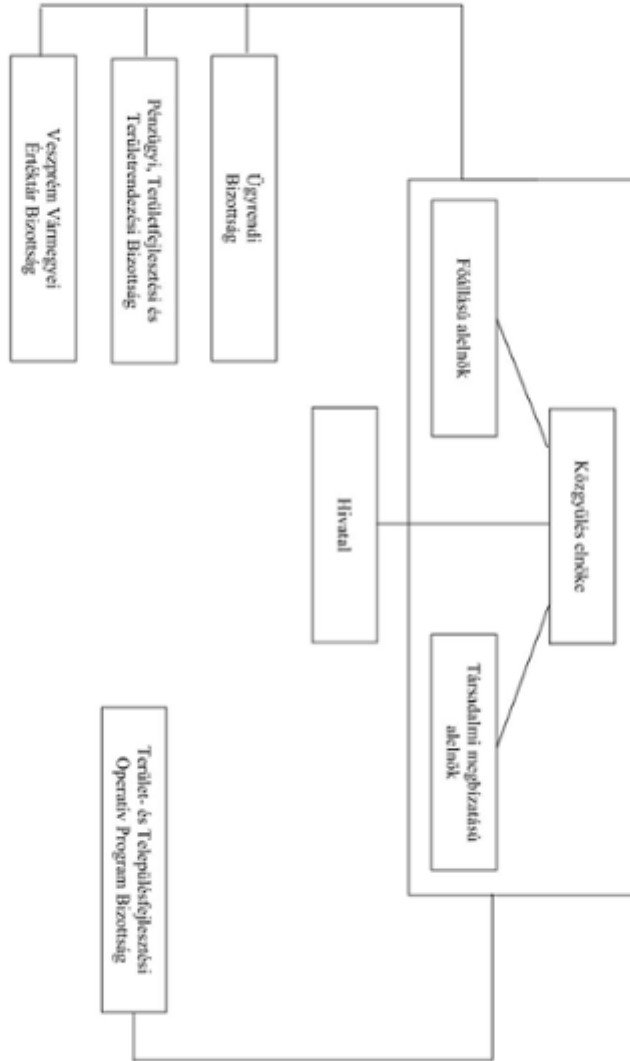 Közgyűlés elnöke
Főállású alelnök
Társadalmi megbízatású
alelnök
Hivatal
Ügyrendi
Bizottság
Pénzügyi, Területfejlesztési és
Területrendezési Bizottság
Veszprém Vármegyei
Értéktár Bizottság
Terület- és Településfejlesztési
Operatív Program Bizottság